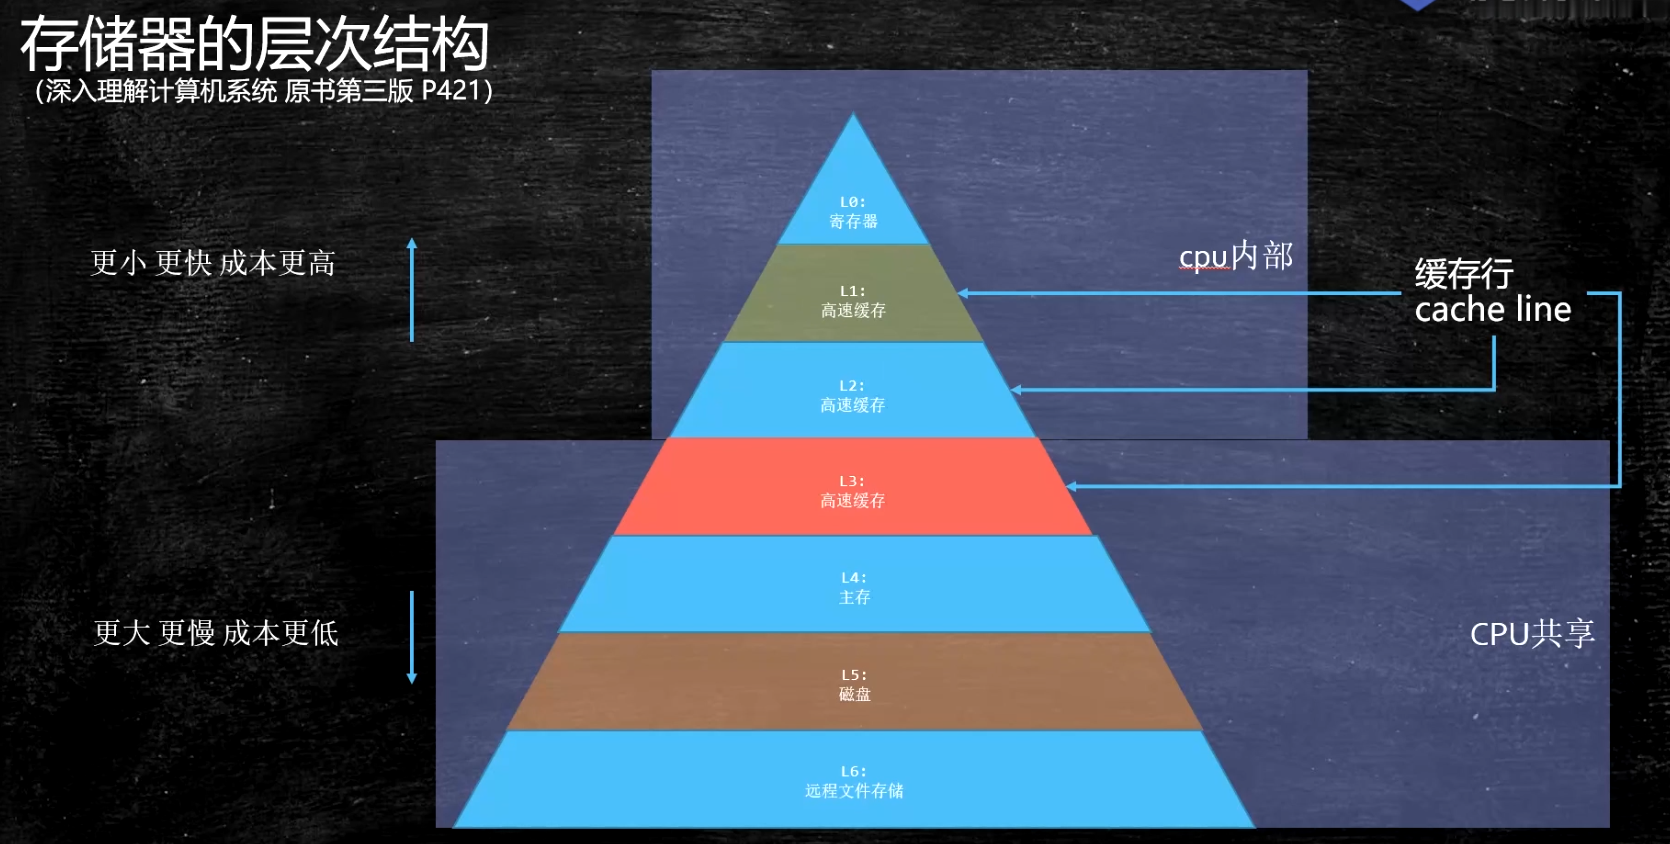 存储器的层次结构
（深入理解计算机系统 原书第三版 P421）
L0:
寄存器
更小 更快 成本更高
cpu内部
缓存行
cache line
L1:
高速缓存
L2:
高速缓存
L3:
高速缓存
L4:
主存
更大 更慢 成本更低
CPU共享
L5:
磁盘
L6:
远程文件存储